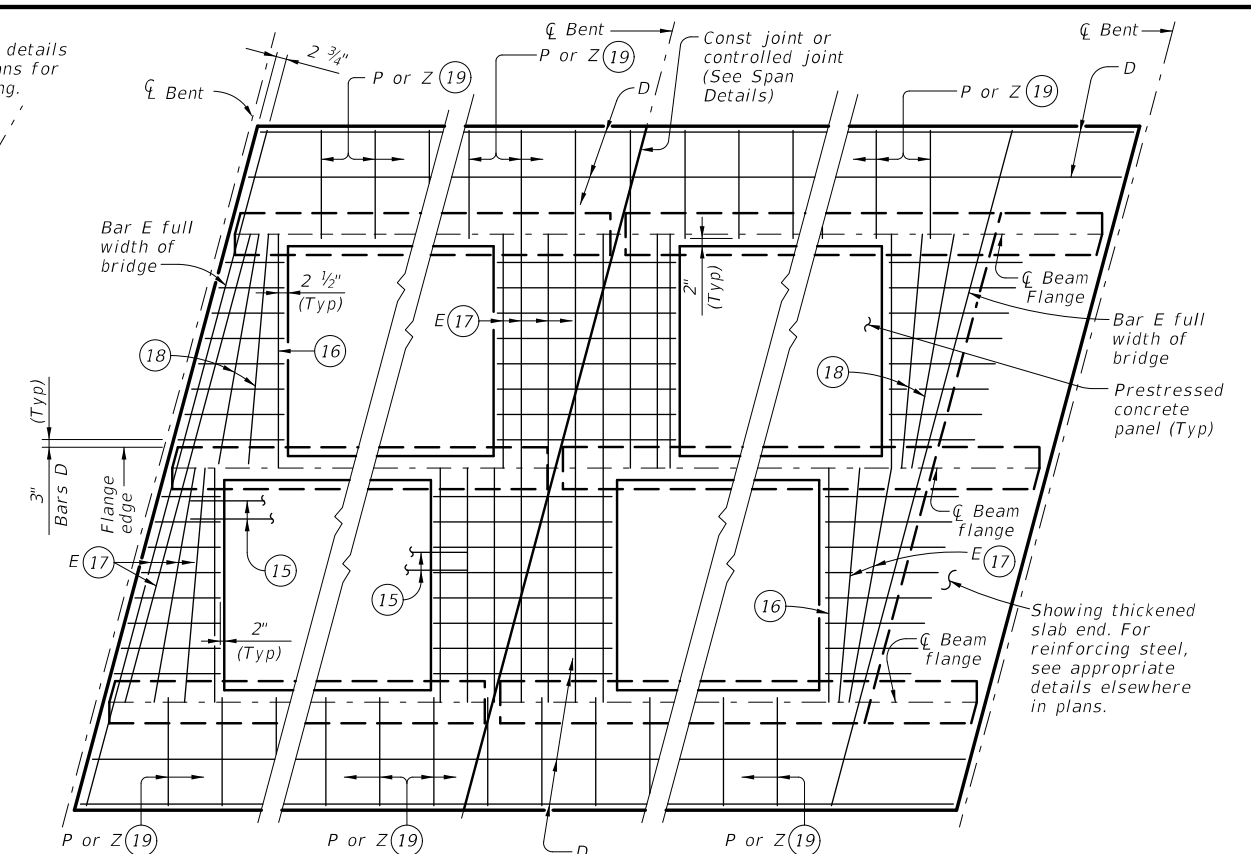 details
ns for
ng.
2 ¾"
℄ Bent
℄ Bent
P or Z 19
P or Z 19
D
Const joint or
controlled joint
(See Span
Details)
℄ Bent
D
P or Z 19
Bar E full
width of
bridge
2 ½"
(Typ)
2"
(Typ)
E 17
℄ Beam
Flange
Bar E full
width of
bridge
18
16
18
Prestressed
concrete
panel (Typ)
(Typ)
3"
Bars D
Flange
edge
℄ Beam
flange
E 17
15
15
E 17
16
2"
(Typ)
℄ Beam
flange
Showing thickened
slab end. For
reinforcing steel,
see appropriate
details elsewhere
in plans.
P or Z 19
P or Z 19
D
P or Z 19